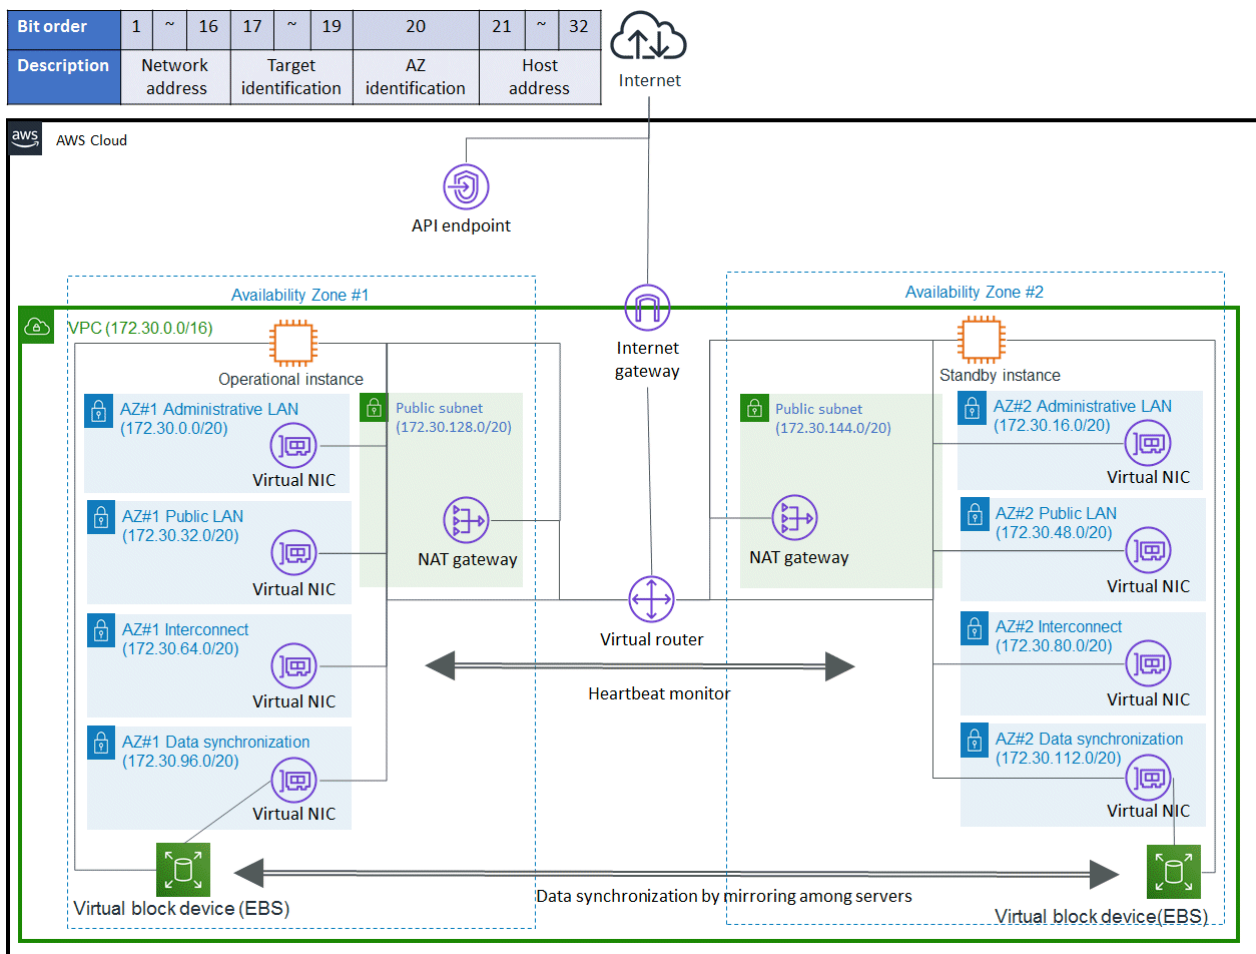 Bit order 1 ~ 16 17 ~ 19 20 21 ~ 32
Description Network address Target identification AZ identification Host address
Internet
aws
AWS Cloud
API endpoint
Availability Zone #1
Availability Zone #2
VPC (172.30.0.0/16)
Internet
gateway
Operational instance
Standby instance
AZ#1 Administrative LAN
(172.30.0.0/20)
Virtual NIC
Public subnet
(172.30.128.0/20)
NAT gateway
AZ#1 Public LAN
(172.30.32.0/20)
Virtual NIC
AZ#1 Interconnect
(172.30.64.0/20)
Virtual NIC
AZ#1 Data synchronization
(172.30.96.0/20)
Virtual NIC
Virtual block device (EBS)
Virtual router
Heartbeat monitor
Data synchronization by mirroring among servers
Public subnet
(172.30.144.0/20)
NAT gateway
AZ#2 Administrative LAN
(172.30.16.0/20)
Virtual NIC
AZ#2 Public LAN
(172.30.48.0/20)
Virtual NIC
AZ#2 Interconnect
(172.30.80.0/20)
Virtual NIC
AZ#2 Data synchronization
(172.30.112.0/20)
Virtual NIC
Virtual block device(EBS)